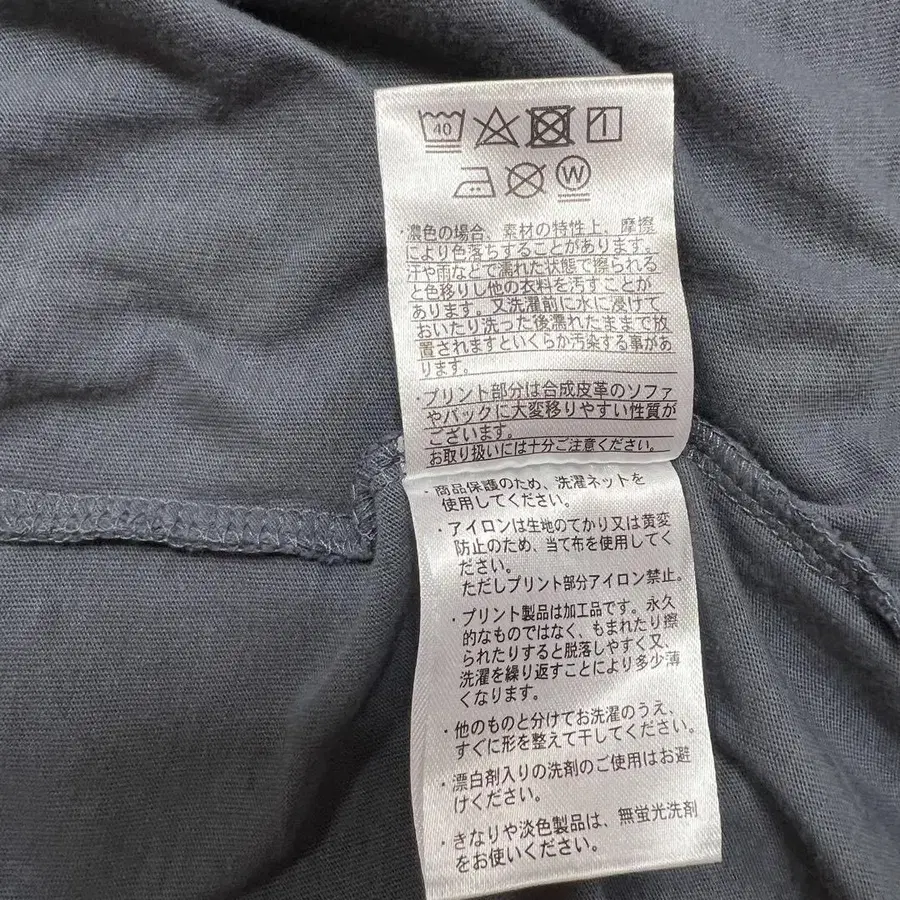 40
W
・濃色の場合、素材の特性上、摩擦
により色落ちすることがあります。
汗や雨などで濡れた状態で擦られる
と色移りし他の衣料を汚すことが
あります。又洗濯前に水に浸けて
おいたり洗った後濡れたままで放
置されますといくらか汚染する事があ
ります。
・プリント部分は合成皮革のソファ
やバックに大変移りやすい性質が
ございます。
お取り扱いには十分ご注意ください。
・商品保護のため、洗濯ネットを
使用してください。
・アイロンは生地のてかり又は黄変
防止のため、当て布を使用してく
ださい。
ただしプリント部分アイロン禁止。
・プリント製品は加工品です。永久
的なものではなく、もまれたり擦
られたりすると脱落しやすく又、
洗濯を繰り返すことにより多少薄
くなります。
・他のものと分けてお洗濯のうえ、
すぐに形を整えて干してください。
・漂白剤入りの洗剤のご使用はお避
けください。
・きなりや淡色製品は、無蛍光洗剤
をお使いください。